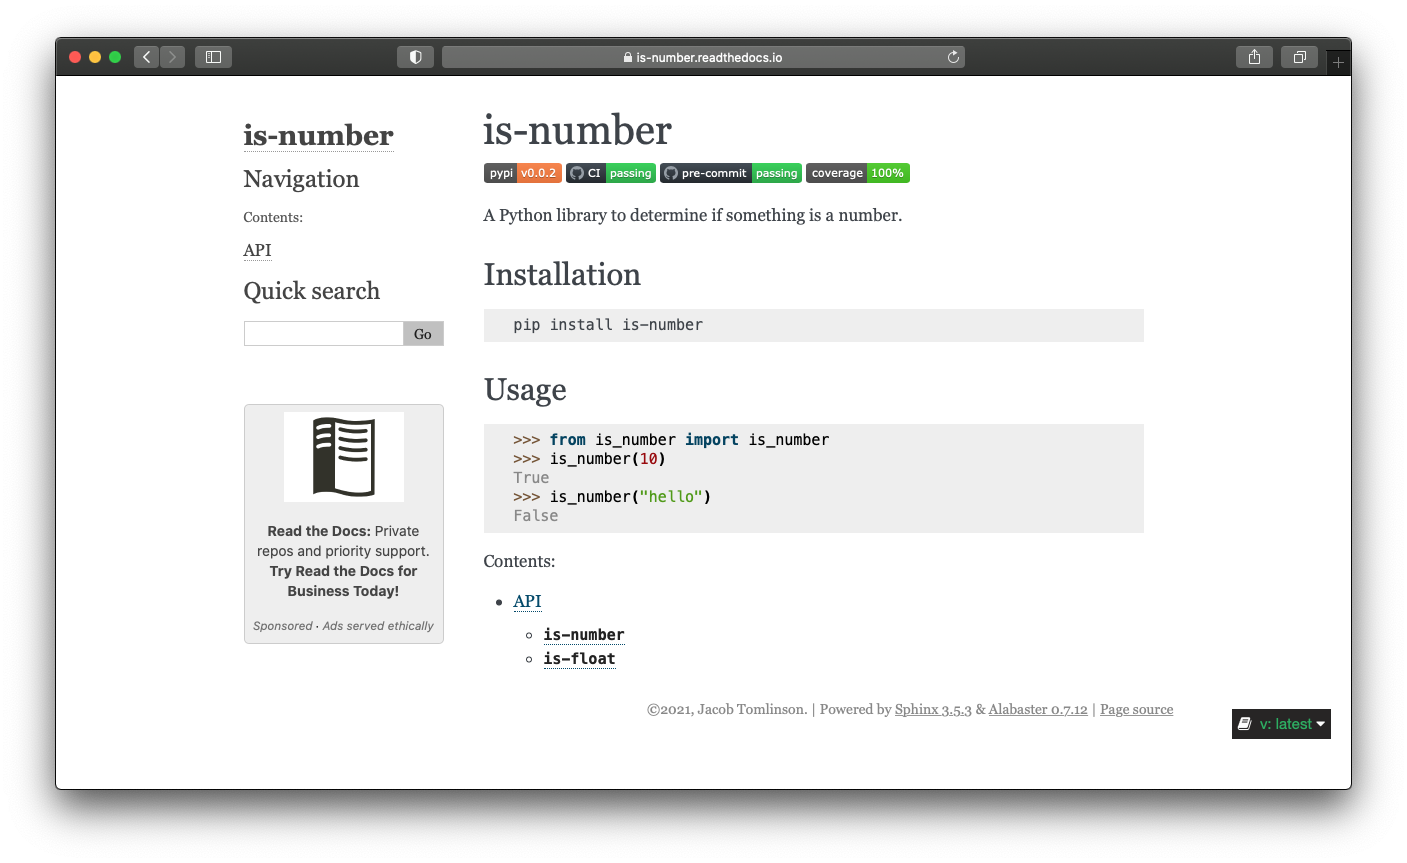 is-number.readthedocs.io
is-number
Navigation
Contents:
API
Quick search
Go
Read the Docs: Private
repos and priority support.
Try Read the Docs for
Business Today!
Sponsored · Ads served ethically
is-number
pypi v0.0.2 CI passing pre-commit passing coverage 100%
A Python library to determine if something is a number.
Installation
pip install is-number
Usage
>>> from is_number import is_number
>>> is_number(10)
True
>>> is_number("hello")
False
Contents:
• API
◦ is-number
◦ is-float
©2021, Jacob Tomlinson. | Powered by Sphinx 3.5.3 & Alabaster 0.7.12 | Page source
v: latest